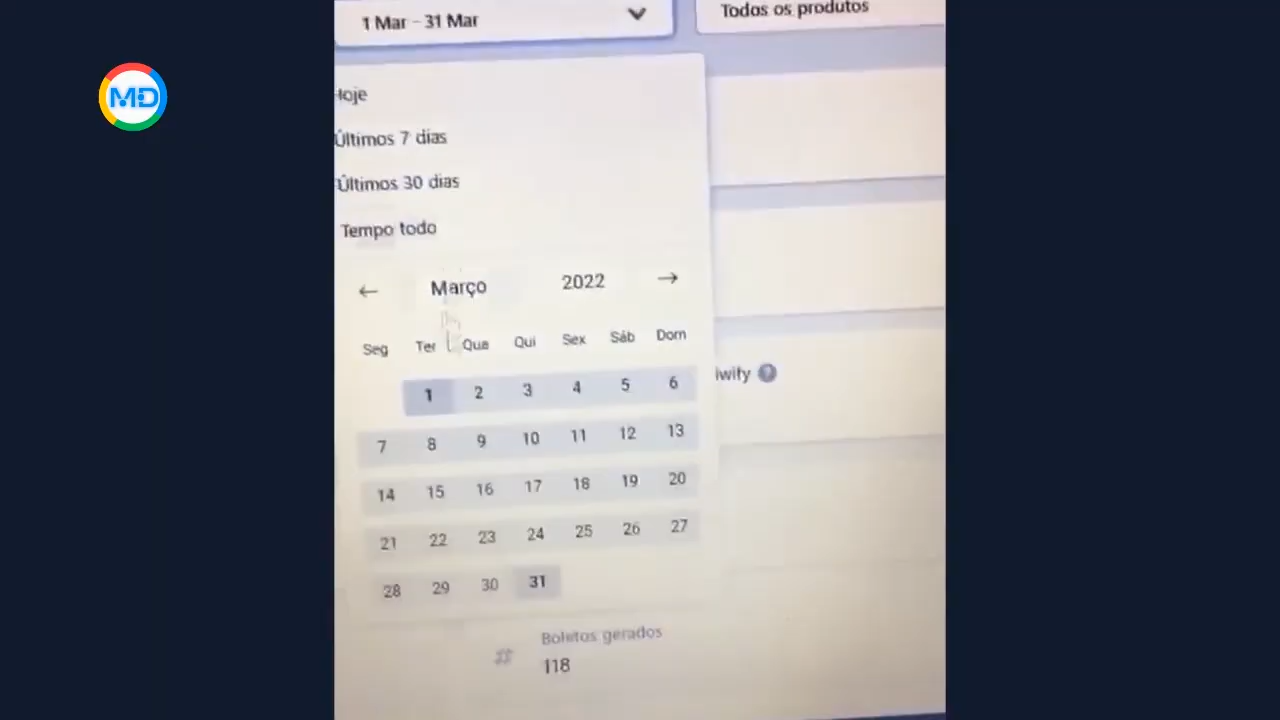 1 Mar - 31 Mar
Todos os produtos
MD
Hoje
Últimos 7 dias
Últimos 30 dias
Tempo todo
← Março 2022 →
Seg Ter Qua Qui Sex Sáb Dom
1 2 3 4 5 6
7 8 9 10 11 12 13
iwify ?
14 15 16 17 18 19 20
21 22 23 24 25 26 27
28 29 30 31
Boletos gerados
# 118